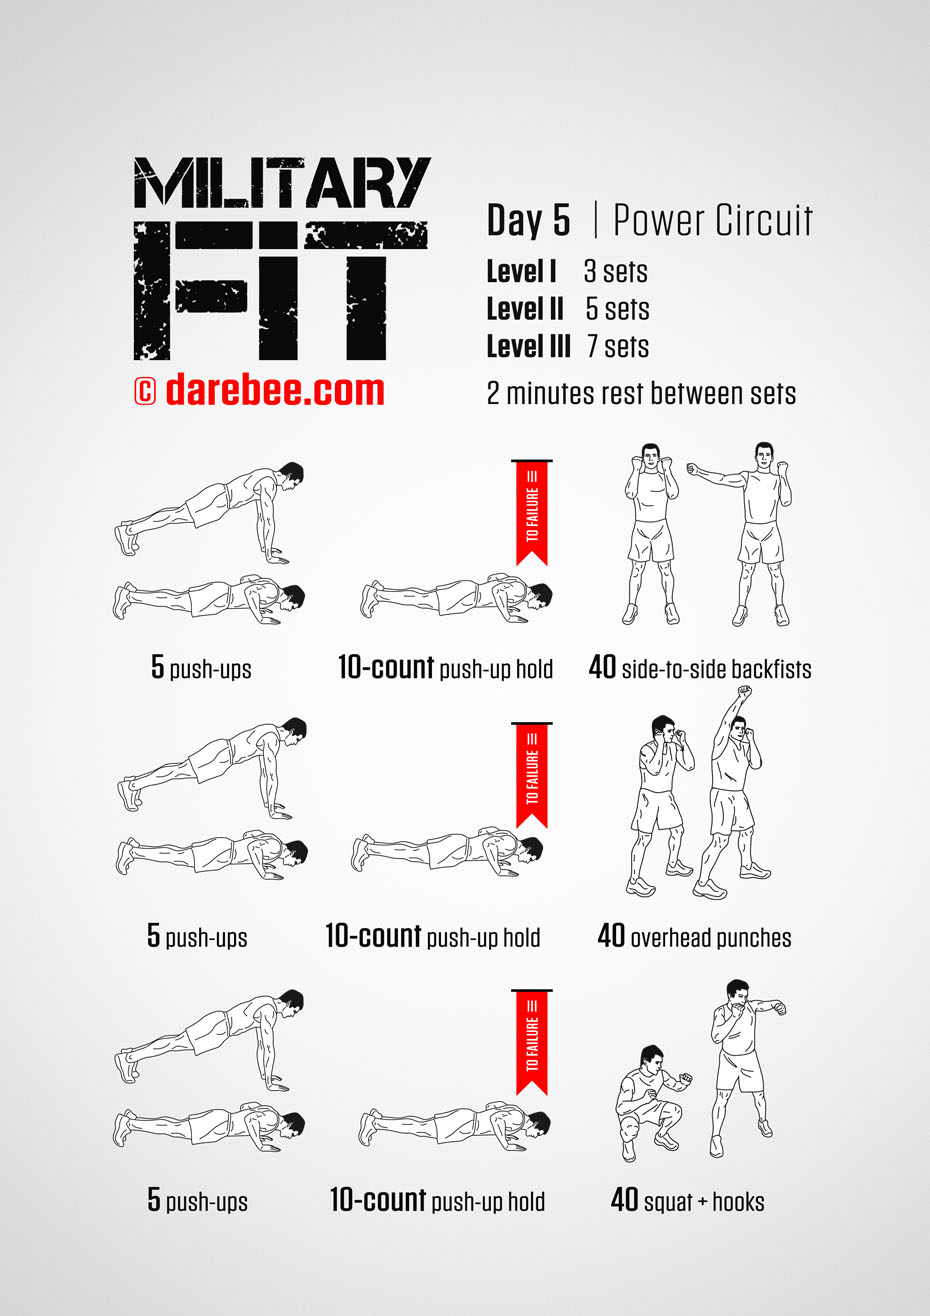 MILITARY
FIT
© darebee.com
Day 5 | Power Circuit
Level I 3 sets
Level II 5 sets
Level III 7 sets
2 minutes rest between sets
TO FAILURE
5 push-ups
10-count push-up hold
40 side-to-side backfists
TO FAILURE
5 push-ups
10-count push-up hold
40 overhead punches
TO FAILURE
5 push-ups
10-count push-up hold
40 squat + hooks